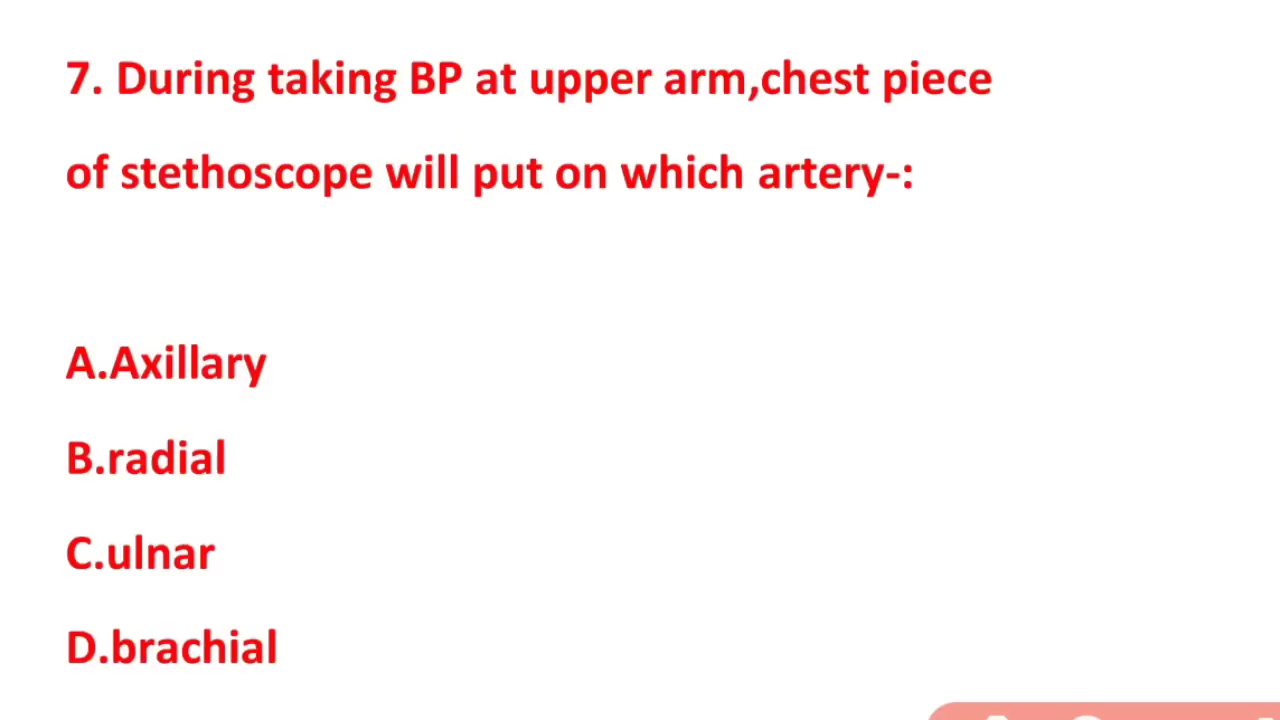 7. During taking BP at upper arm,chest piece
of stethoscope will put on which artery-:
A.Axillary
B.radial
C.ulnar
D.brachial